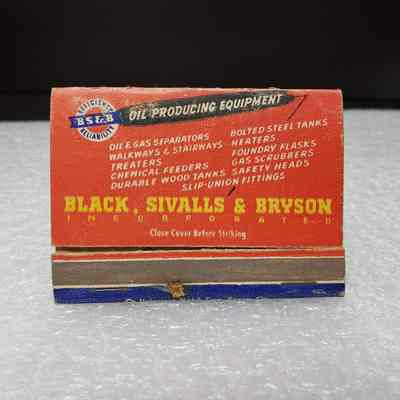 EFFICIENCY
BS&B
RELIABILITY
OIL PRODUCING EQUIPMENT
OIL & GAS SEPARATORS
WALKWAYS & STAIRWAYS
TREATERS
CHEMICAL FEEDERS
DURABLE WOOD TANKS
BOLTED STEEL TANKS
HEATERS
FOUNDRY FLASKS
GAS SCRUBBERS
SAFETY HEADS
SLIP-UNION FITTINGS
BLACK, SIVALLS & BRYSON
INCORPORATED
Close Cover Before Striking